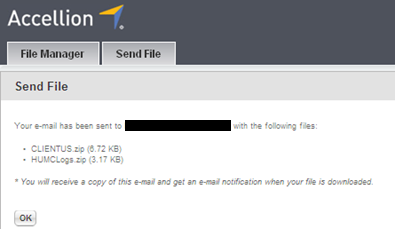 Accellion
File Manager
Send File
Send File
Your e-mail has been sent to with the following files:
• CLIENTUS.zip (6.72 KB)
• HUMCLogs.zip (3.17 KB)
* You will receive a copy of this e-mail and get an e-mail notification when your file is downloaded.
OK